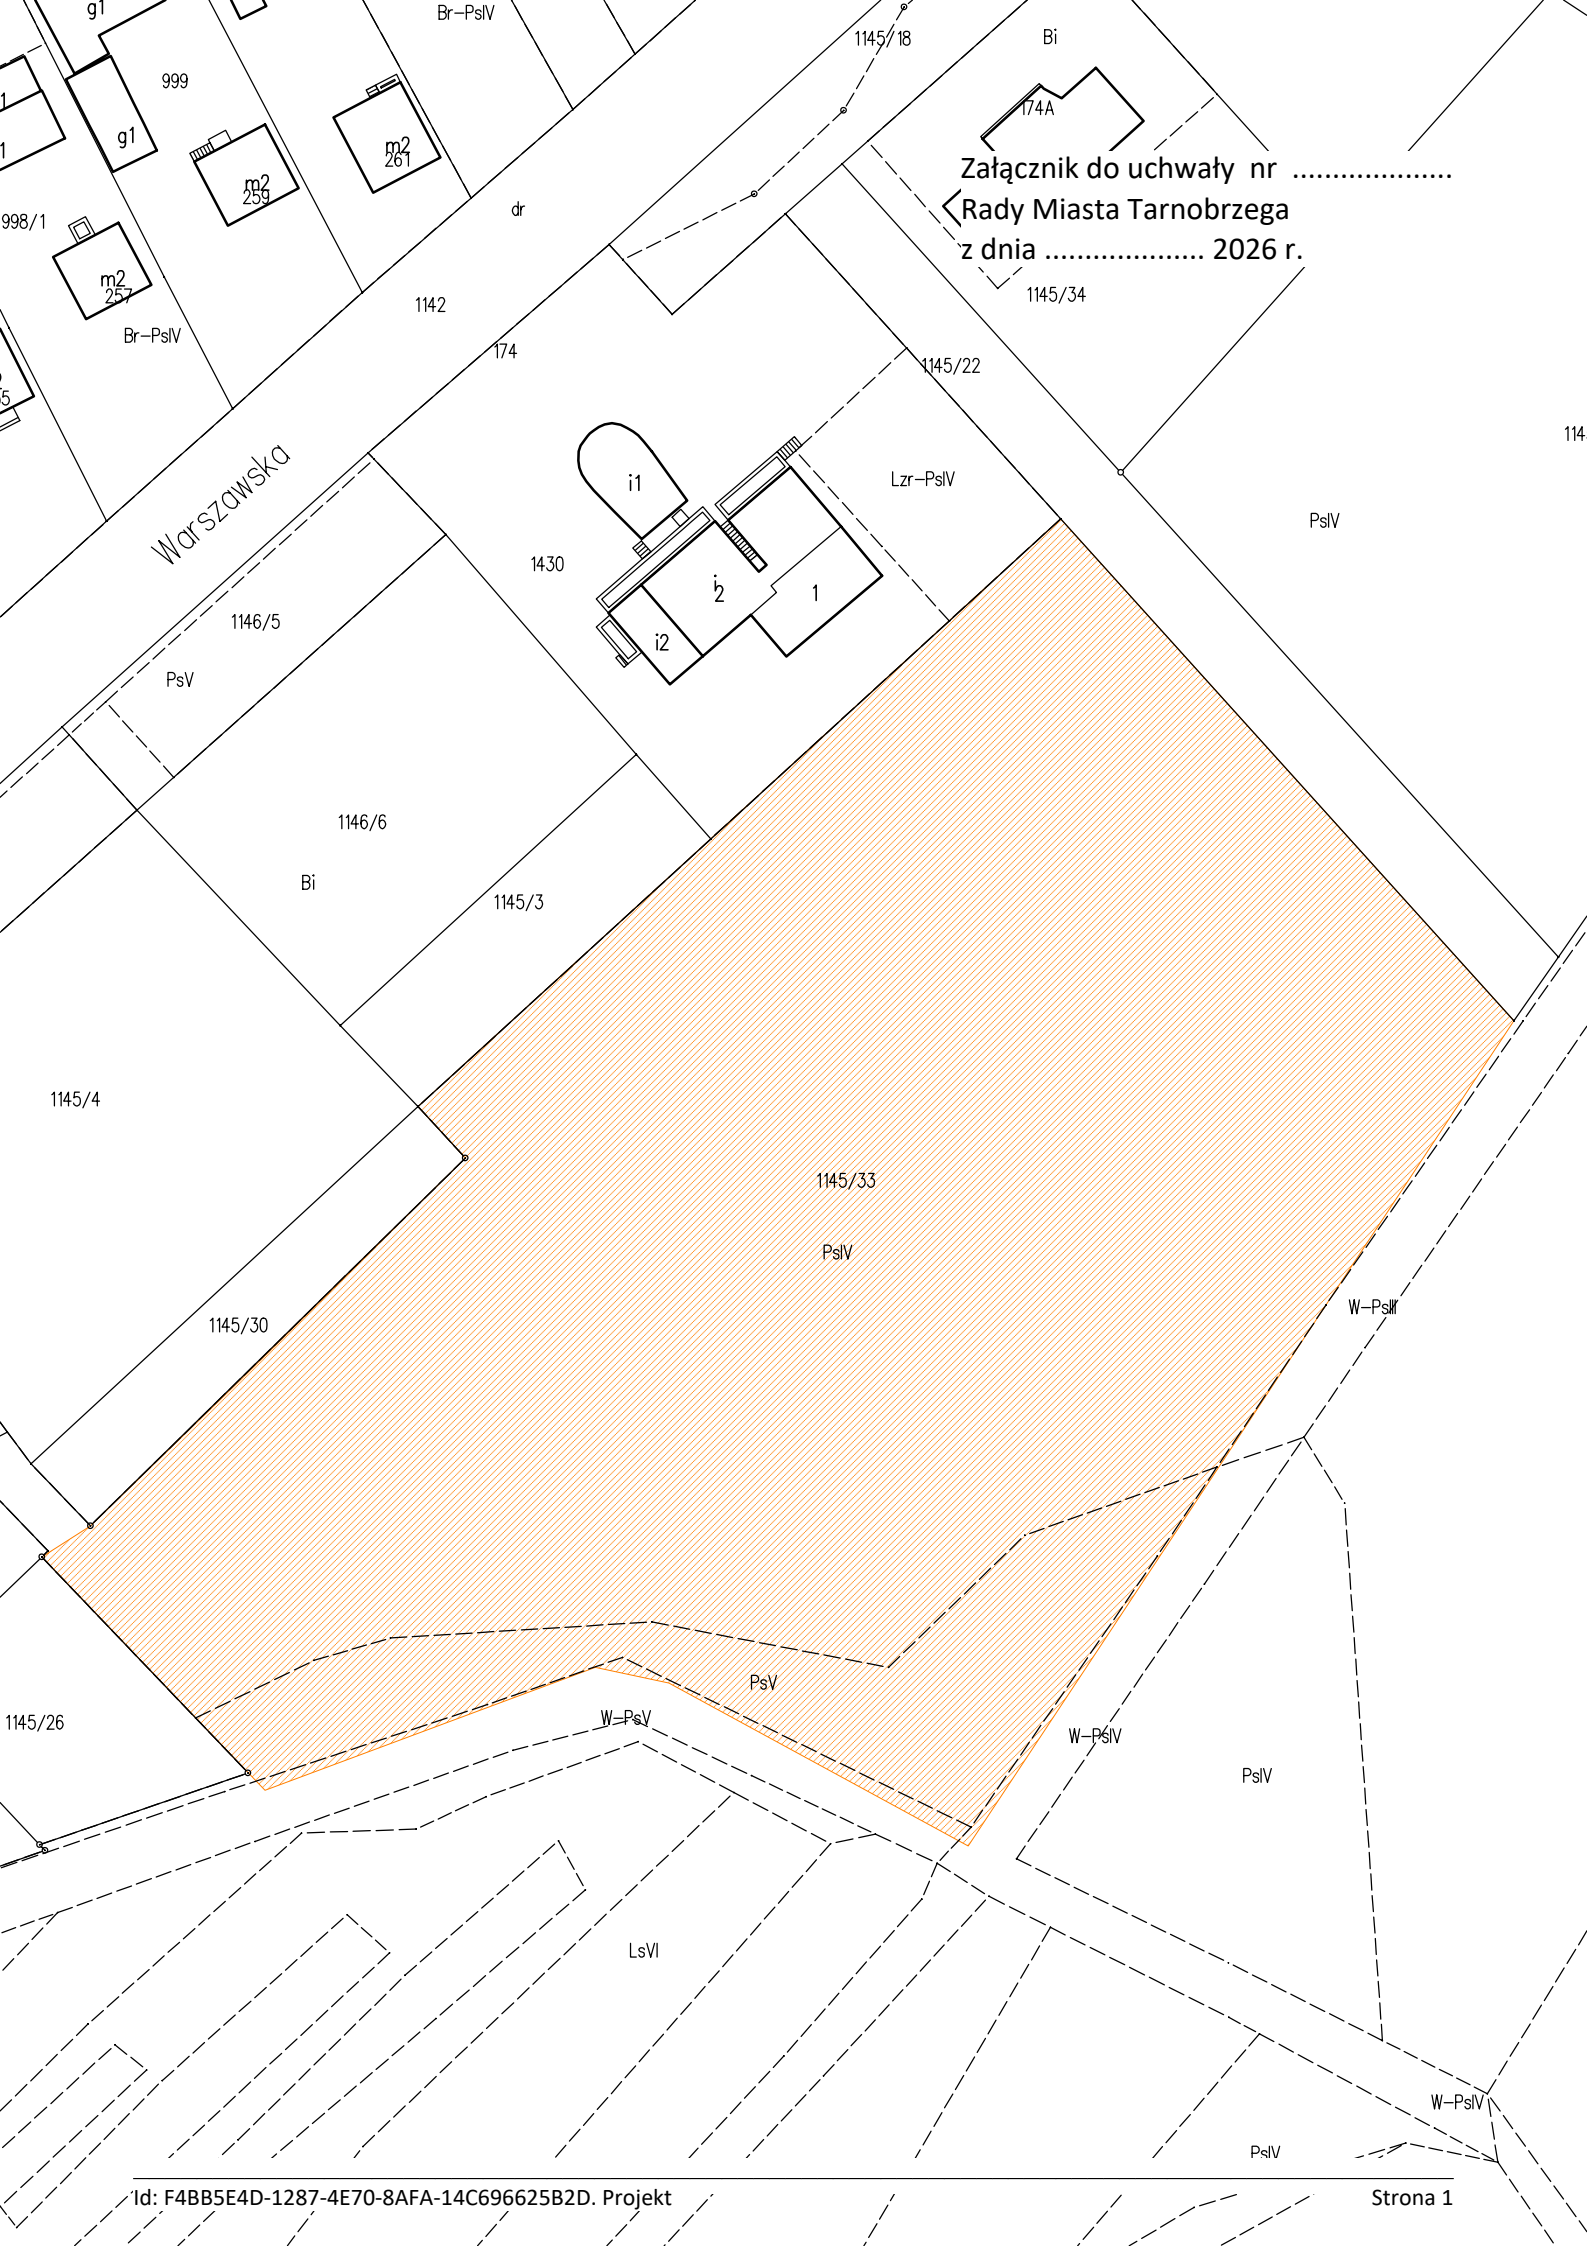 g1
Br-PsIV
1145/18
Bi
999
174A
g1
m2
261
Załącznik do uchwały nr ....................
m2
259
Rady Miasta Tarnobrzega
998/1
dr
z dnia .................... 2026 r.
m2
257
1145/34
1142
Br-PsIV
174
1145/22
Warszawska
i1
Lzr-PsIV
PsIV
1430
i
2
1
1146/5
i2
PsV
1146/6
Bi
1145/3
1145/4
1145/33
PsIV
W-PsIII
1145/30
PsV
1145/26
W-PsV
W-PsIV
PsIV
LsVI
W-PsIV
PsIV
Id: F4BB5E4D-1287-4E70-8AFA-14C696625B2D. Projekt
Strona 1